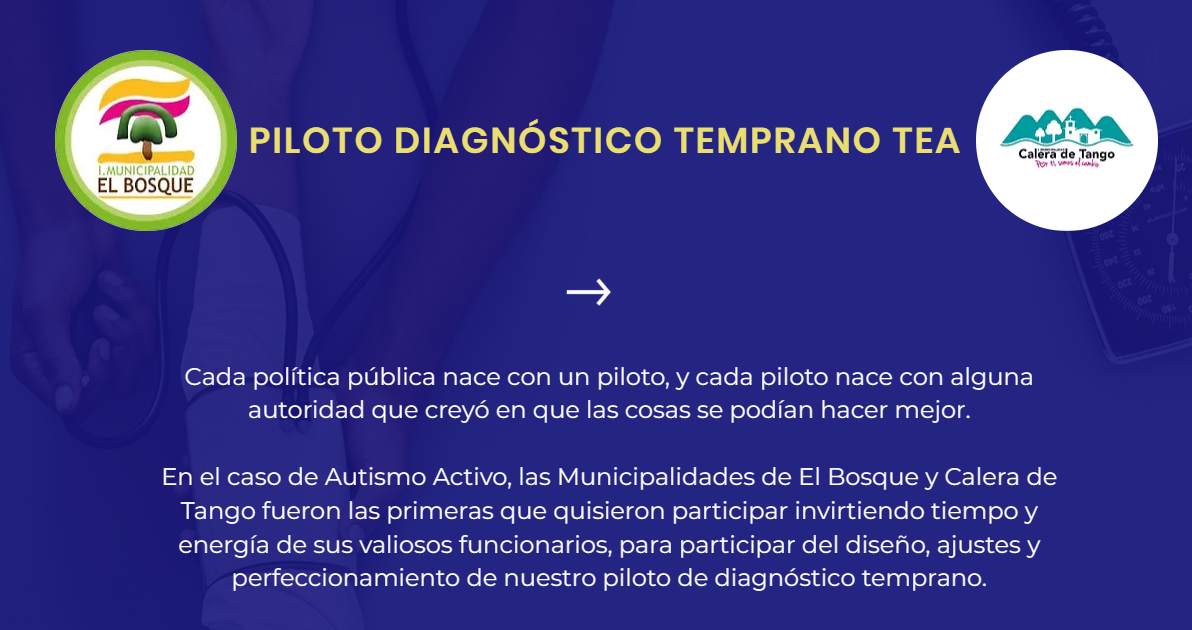 I.MUNICIPALIDAD
EL BOSQUE
PILOTO DIAGNÓSTICO TEMPRANO TEA
Calera de Tango
Por ti, somos el cambio
Cada política pública nace con un piloto, y cada piloto nace con alguna
autoridad que creyó en que las cosas se podían hacer mejor.
En el caso de Autismo Activo, las Municipalidades de El Bosque y Calera de
Tango fueron las primeras que quisieron participar invirtiendo tiempo y
energía de sus valiosos funcionarios, para participar del diseño, ajustes y
perfeccionamiento de nuestro piloto de diagnóstico temprano.